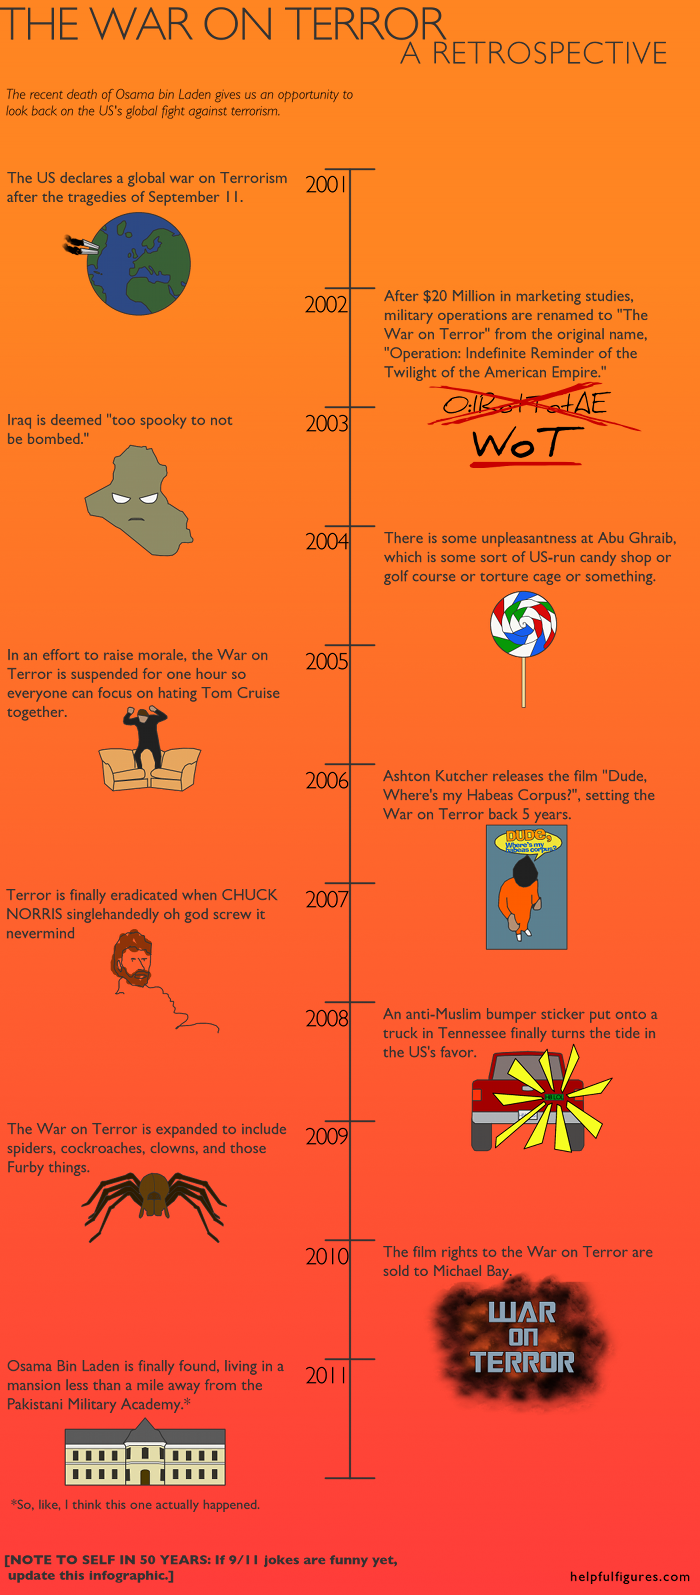 THE WAR ON TERROR
A RETROSPECTIVE
The recent death of Osama bin Laden gives us an opportunity to
look back on the US's global fight against terrorism.
2001
The US declares a global war on Terrorism
after the tragedies of September 11.
2002
After $20 Million in marketing studies,
military operations are renamed to "The
War on Terror" from the original name,
"Operation: Indefinite Reminder of the
Twilight of the American Empire."
O:IRotTotAE
WoT
2003
Iraq is deemed "too spooky to not
be bombed."
2004
There is some unpleasantness at Abu Ghraib,
which is some sort of US-run candy shop or
golf course or torture cage or something.
2005
In an effort to raise morale, the War on
Terror is suspended for one hour so
everyone can focus on hating Tom Cruise
together.
2006
Ashton Kutcher releases the film "Dude,
Where's my Habeas Corpus?", setting the
War on Terror back 5 years.
DUDE,
Where's my
habeas corpus?
2007
Terror is finally eradicated when CHUCK
NORRIS singlehandedly oh god screw it
nevermind
2008
An anti-Muslim bumper sticker put onto a
truck in Tennessee finally turns the tide in
the US's favor.
2009
The War on Terror is expanded to include
spiders, cockroaches, clowns, and those
Furby things.
2010
The film rights to the War on Terror are
sold to Michael Bay.
WAR
ON
TERROR
2011
Osama Bin Laden is finally found, living in a
mansion less than a mile away from the
Pakistani Military Academy.*
*So, like, I think this one actually happened.
[NOTE TO SELF IN 50 YEARS: If 9/11 jokes are funny yet,
update this infographic.]
helpfulfigures.com